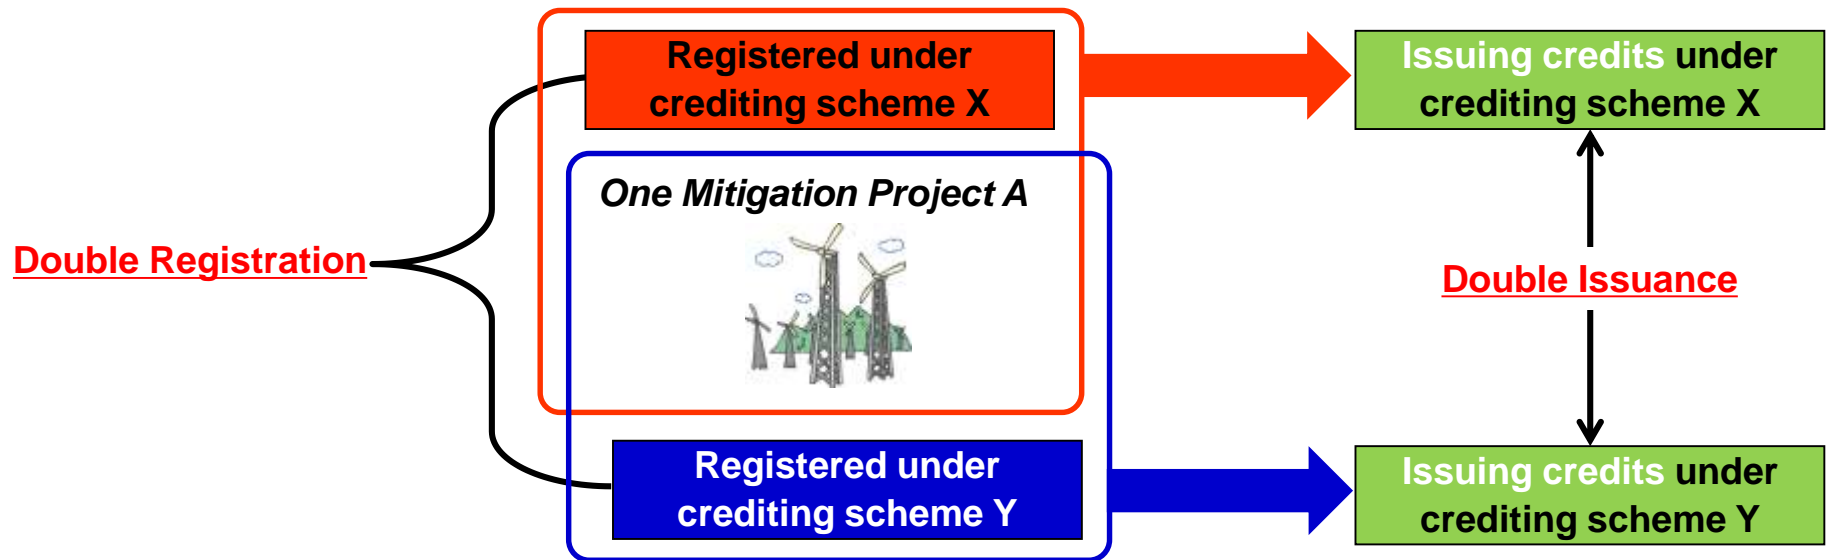 Registered under
crediting scheme X
Issuing credits under
crediting scheme X
One Mitigation Project A
Double Registration
Double Issuance
Registered under
crediting scheme Y
Issuing credits under
crediting scheme Y